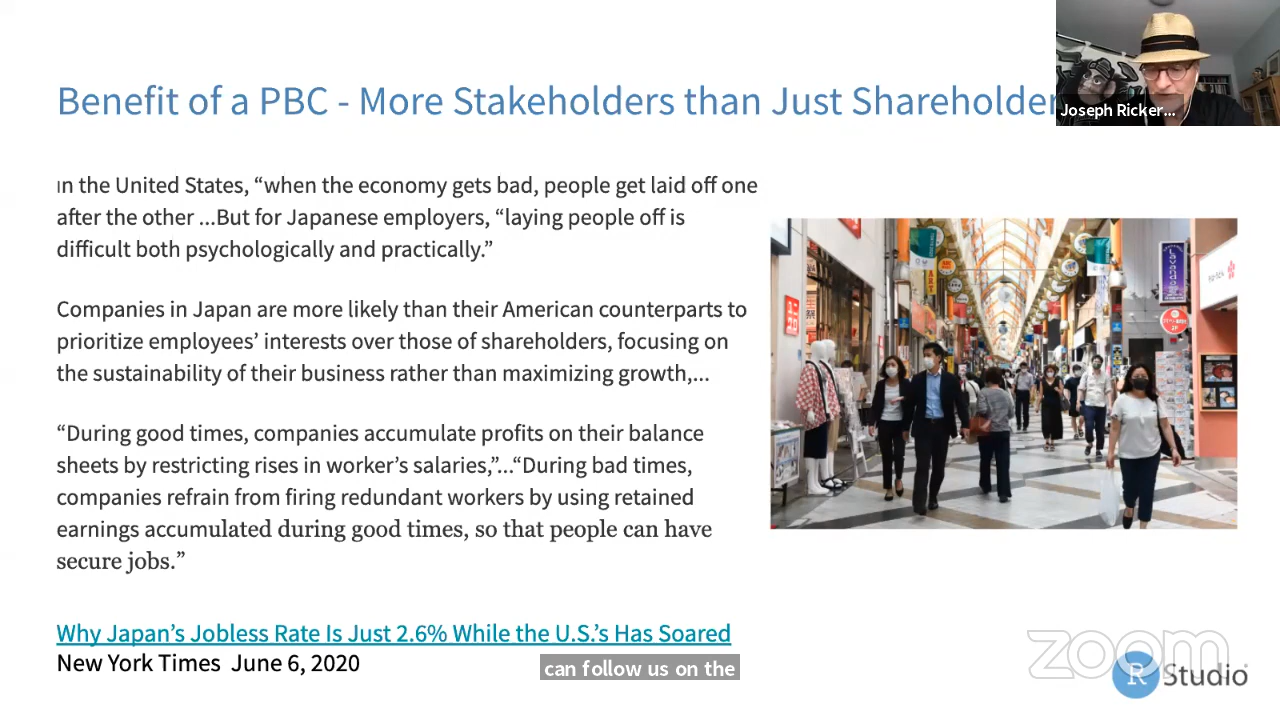 Benefit of a PBC - More Stakeholders than Just Shareholder
Joseph Ricker...
In the United States, “when the economy gets bad, people get laid off one
after the other ...But for Japanese employers, “laying people off is
difficult both psychologically and practically.”
Companies in Japan are more likely than their American counterparts to
prioritize employees’ interests over those of shareholders, focusing on
the sustainability of their business rather than maximizing growth,...
“During good times, companies accumulate profits on their balance
sheets by restricting rises in worker’s salaries,”...“During bad times,
companies refrain from firing redundant workers by using retained
earnings accumulated during good times, so that people can have
secure jobs.”
Why Japan’s Jobless Rate Is Just 2.6% While the U.S.’s Has Soared
New York Times June 6, 2020
can follow us on the
zoom
R Studio